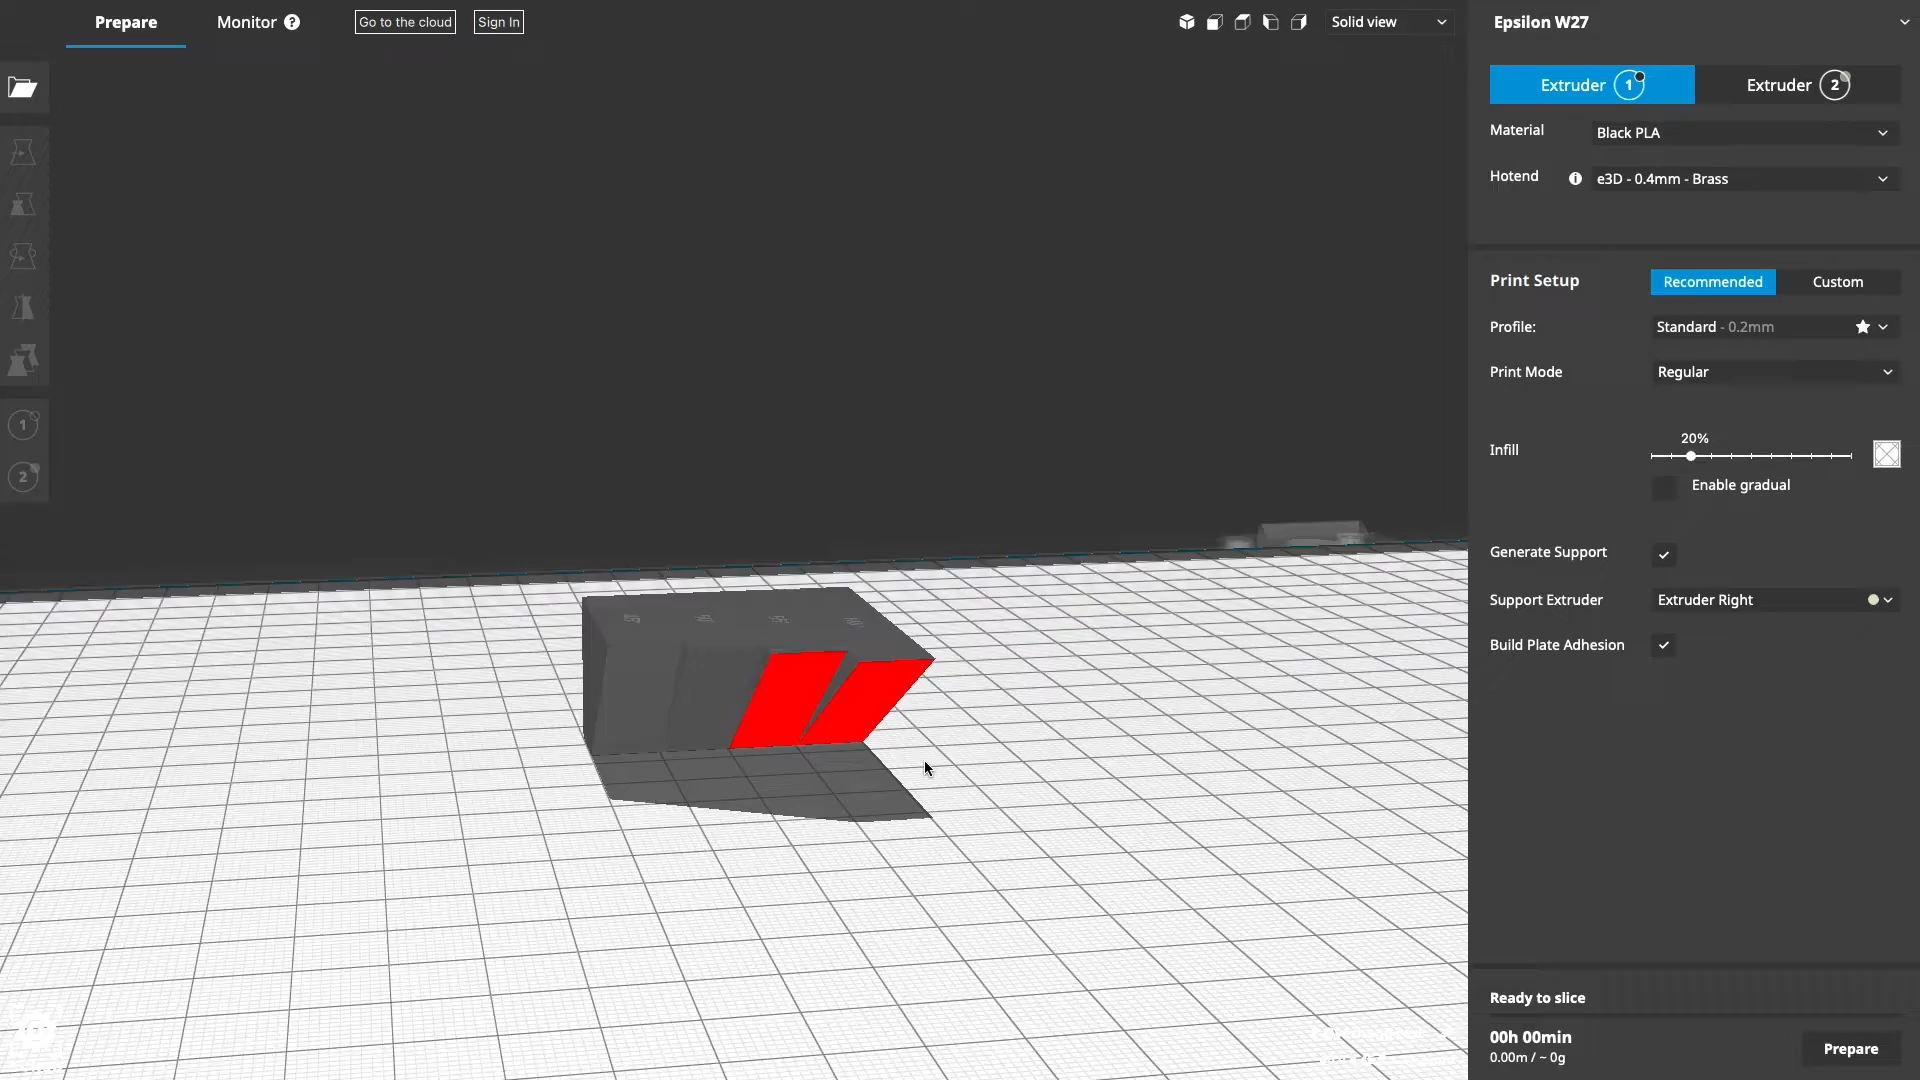 Prepare
Monitor ?
Go to the cloud
Sign In
Solid view
Epsilon W27
Extruder 1
Extruder 2
Material
Black PLA
Hotend
e3D - 0.4mm - Brass
Print Setup
Recommended
Custom
Profile:
Standard - 0.2mm
Print Mode
Regular
20%
Infill
Enable gradual
Generate Support
Support Extruder
Extruder Right
Build Plate Adhesion
1
2
Ready to slice
00h 00min
0.00m / ~ 0g
Prepare